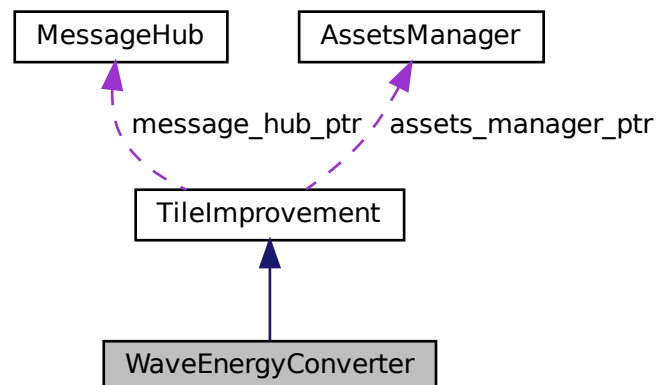 MessageHub
AssetsManager
message_hub_ptr
assets_manager_ptr
TileImprovement
WaveEnergyConverter